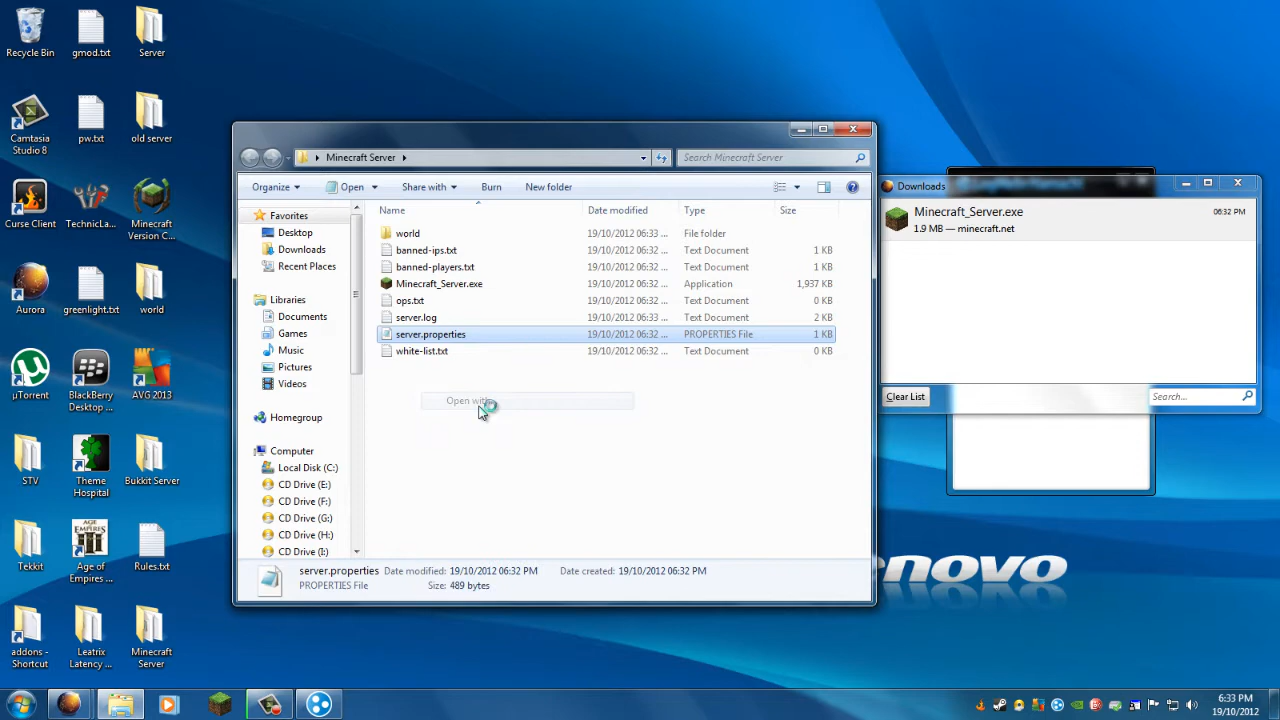 Recycle Bin
gmod.txt
Server
Camtasia
Studio 8
pw.txt
old server
Curse Client
TechnicLa...
Minecraft
Version C...
Aurora
greenlight.txt
world
µTorrent
BlackBerry
Desktop ...
AVG 2013
STV
Theme
Hospital
Bukkit Server
Tekkit
Age of
Empires ...
Rules.txt
addons -
Shortcut
Leatrix
Latency ...
Minecraft
Server
Minecraft Server
Search Minecraft Server
Organize
Open
Share with
Burn
New folder
Favorites
Desktop
Downloads
Recent Places
Libraries
Documents
Games
Music
Pictures
Videos
Homegroup
Computer
Local Disk (C:)
CD Drive (E:)
CD Drive (F:)
CD Drive (G:)
CD Drive (H:)
CD Drive (I:)
Name Date modified Type Size
world 19/10/2012 06:33 ... File folder
banned-ips.txt 19/10/2012 06:32 ... Text Document 1 KB
banned-players.txt 19/10/2012 06:32 ... Text Document 1 KB
Minecraft_Server.exe 19/10/2012 06:32 ... Application 1,937 KB
ops.txt 19/10/2012 06:32 ... Text Document 0 KB
server.log 19/10/2012 06:33 ... Text Document 2 KB
server.properties 19/10/2012 06:32 ... PROPERTIES File 1 KB
white-list.txt 19/10/2012 06:32 ... Text Document 0 KB
Open with...
server.properties Date modified: 19/10/2012 06:32 PM Date created: 19/10/2012 06:32 PM
PROPERTIES File Size: 489 bytes
Downloads
Minecraft_Server.exe 06:32 PM
1.9 MB — minecraft.net
Clear List
Search...
enovo
6:33 PM
19/10/2012